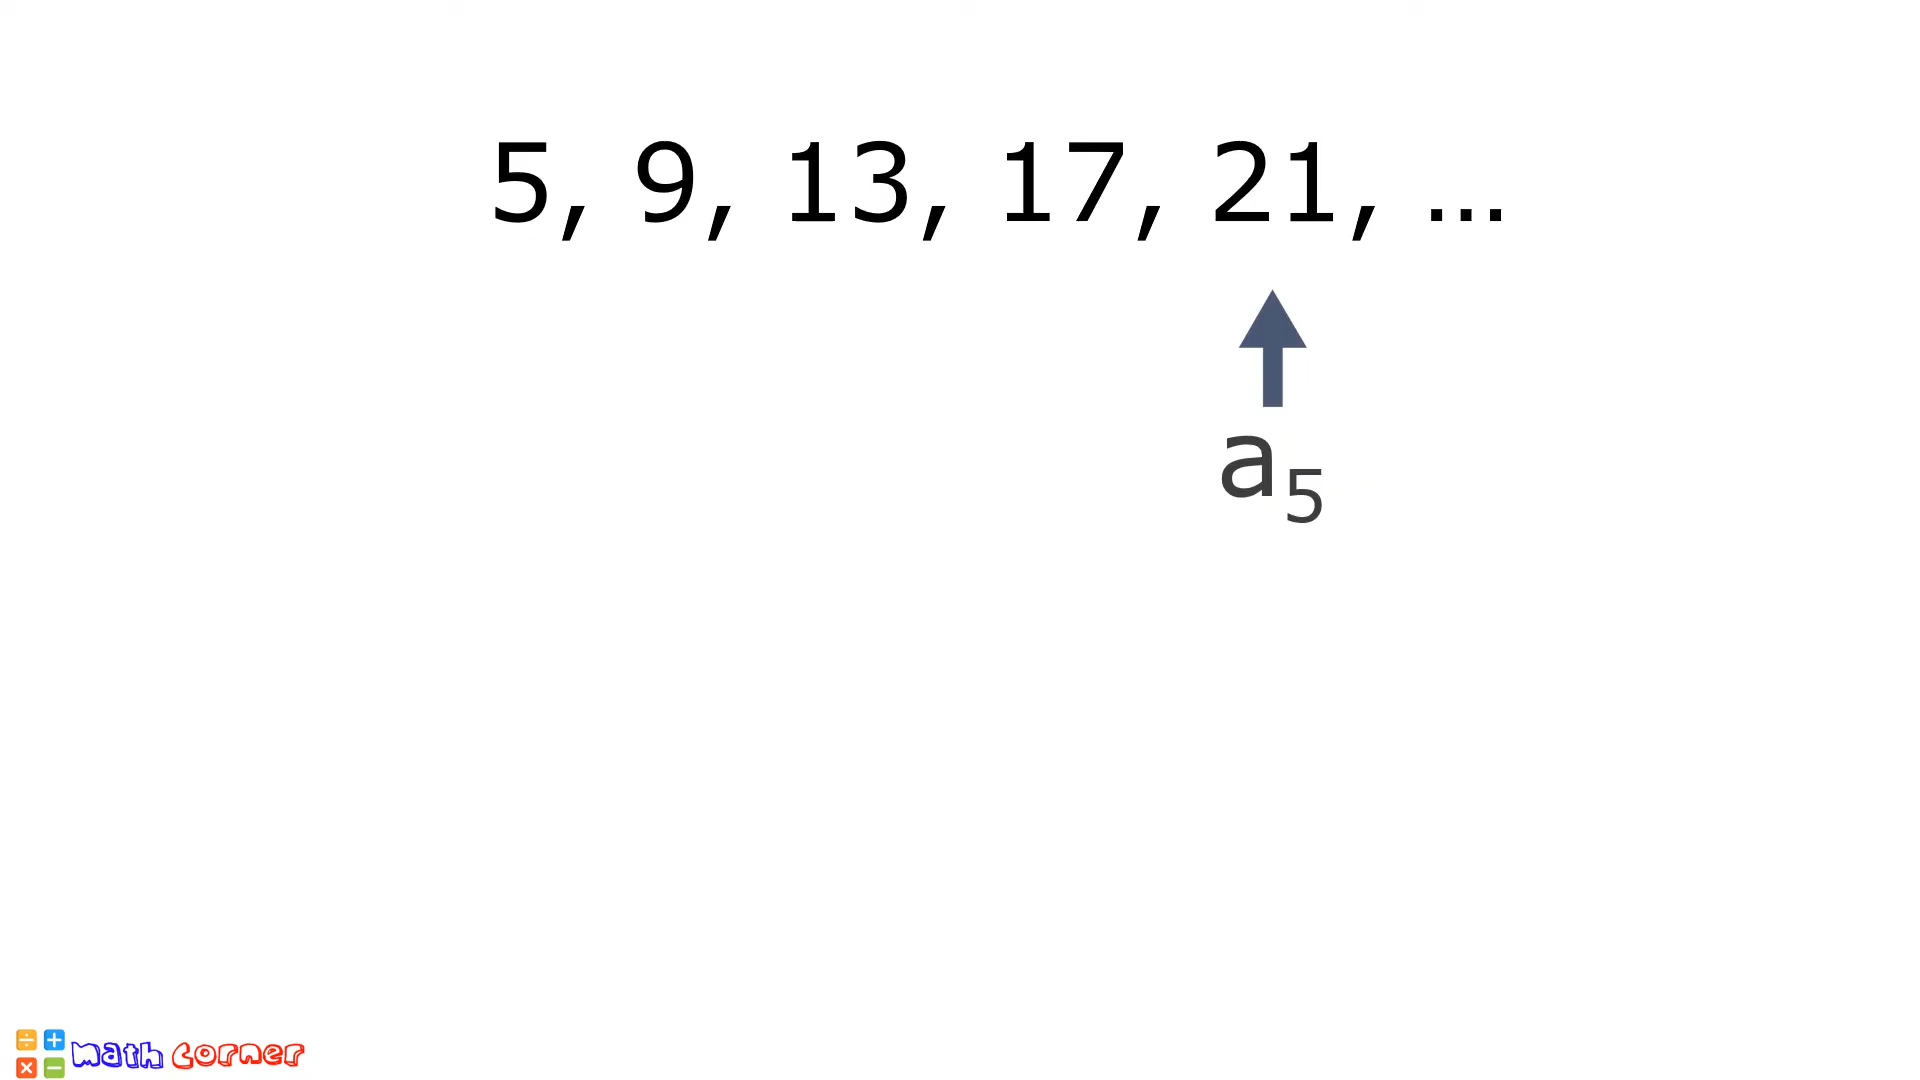 5, 9, 13, 17, 21, ...
a₅
math corner